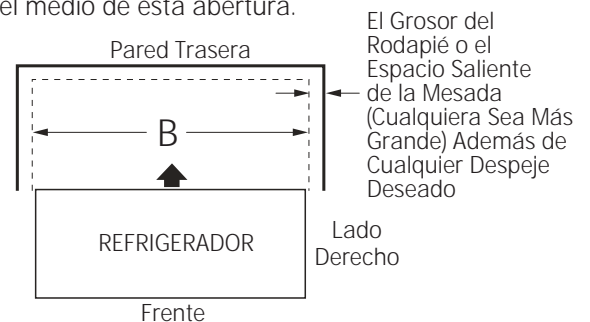 el medio de esta abertura.
Pared Trasera
El Grosor del
Rodapié o el
Espacio Saliente
de la Mesada
(Cualquiera Sea Más
Grande) Además de
Cualquier Despeje
Deseado
B
REFRIGERADOR
Lado
Derecho
Frente